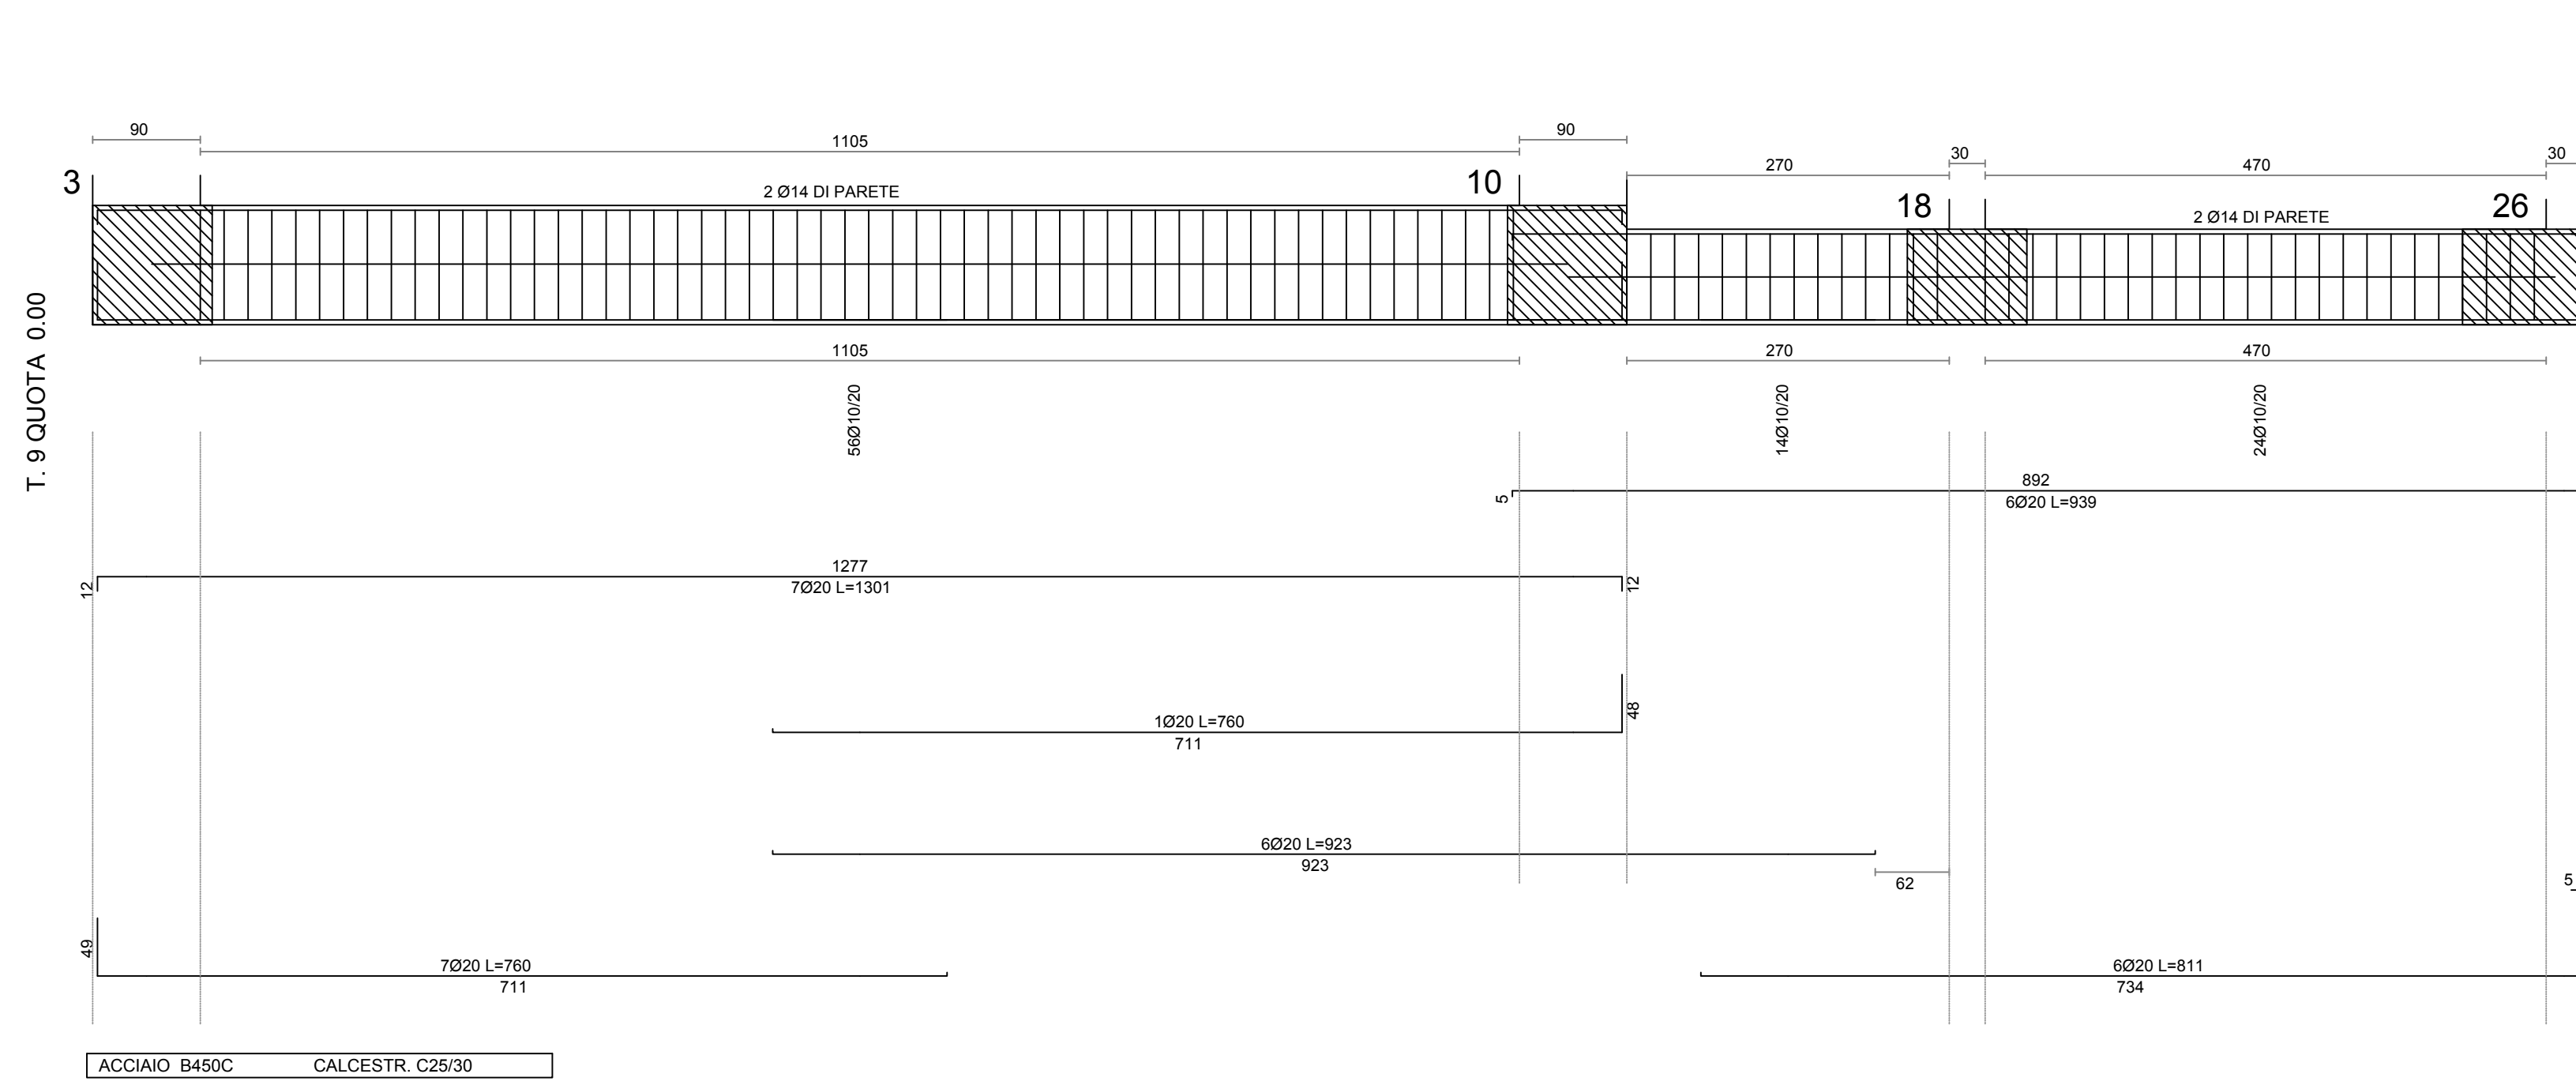 90
90
1105
30
30
270
470
3
10
2 Ø14 DI PARETE
18
26
2 Ø14 DI PARETE
T. 9 QUOTA 0.00
1105
270
470
56Ø10/20
14Ø10/20
24Ø10/20
892
5
6Ø20 L=939
1277
12
12
7Ø20 L=1301
48
1Ø20 L=760
711
6Ø20 L=923
923
62
5
49
7Ø20 L=760
711
6Ø20 L=811
734
ACCIAIO B450C CALCESTR. C25/30